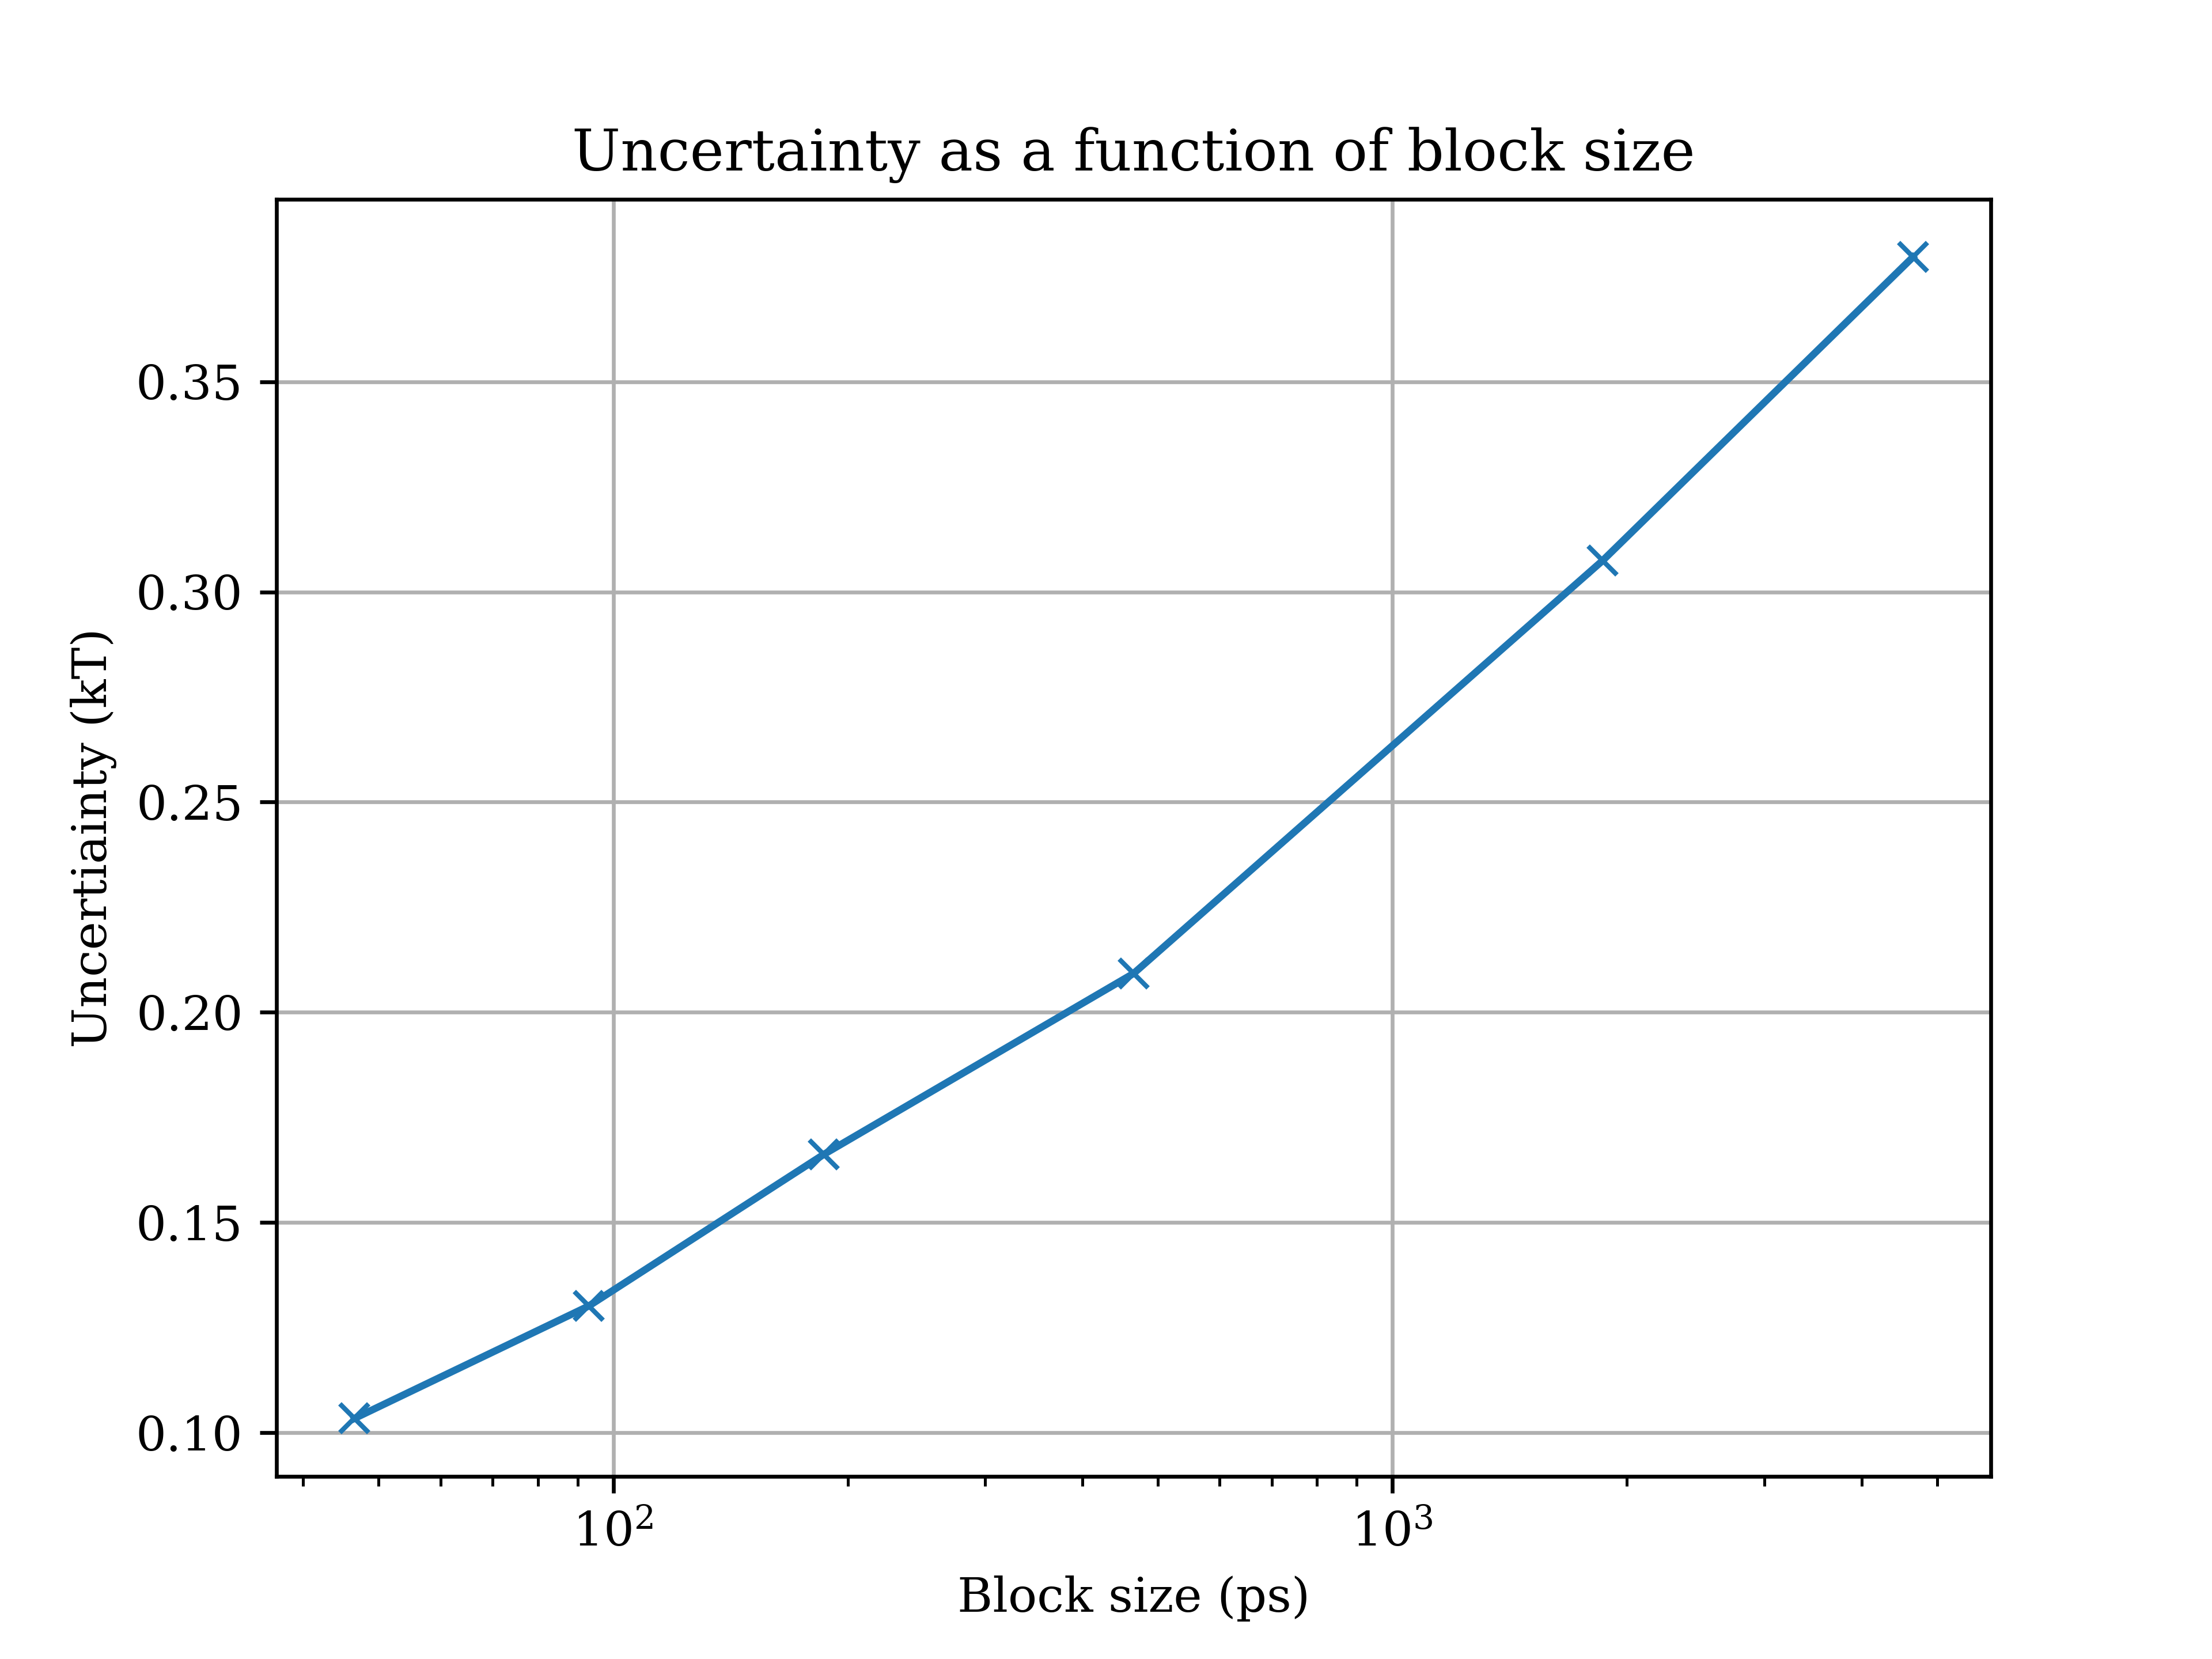 Uncertainty as a function of block size
0.35
0.30
0.25
0.20
0.15
0.10
Uncertiainty (kT)
10²
10³
Block size (ps)